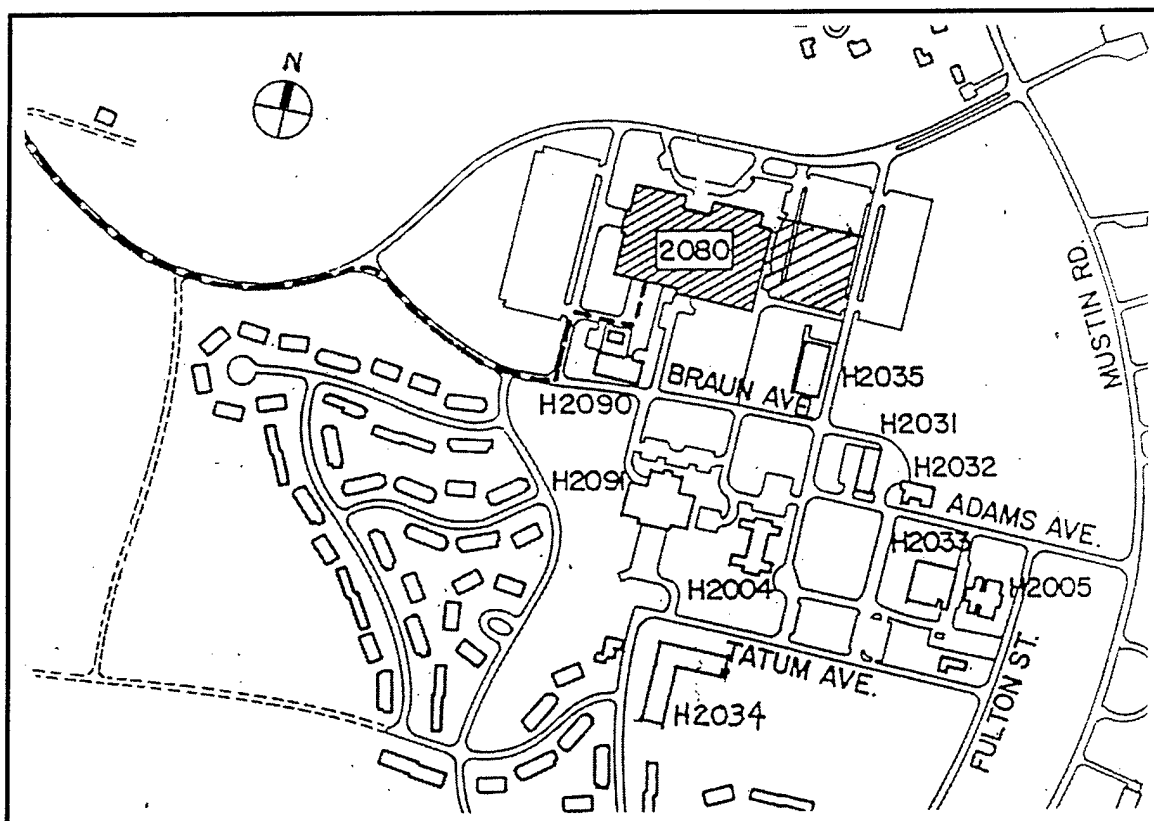 N
2080
MUSTIN RD
BRAUN AVE
H2035
H2090
H2031
H2032
H2091
ADAMS AVE.
H2033
H2004
H2005
TATUM AVE.
FULTON ST.
H2034